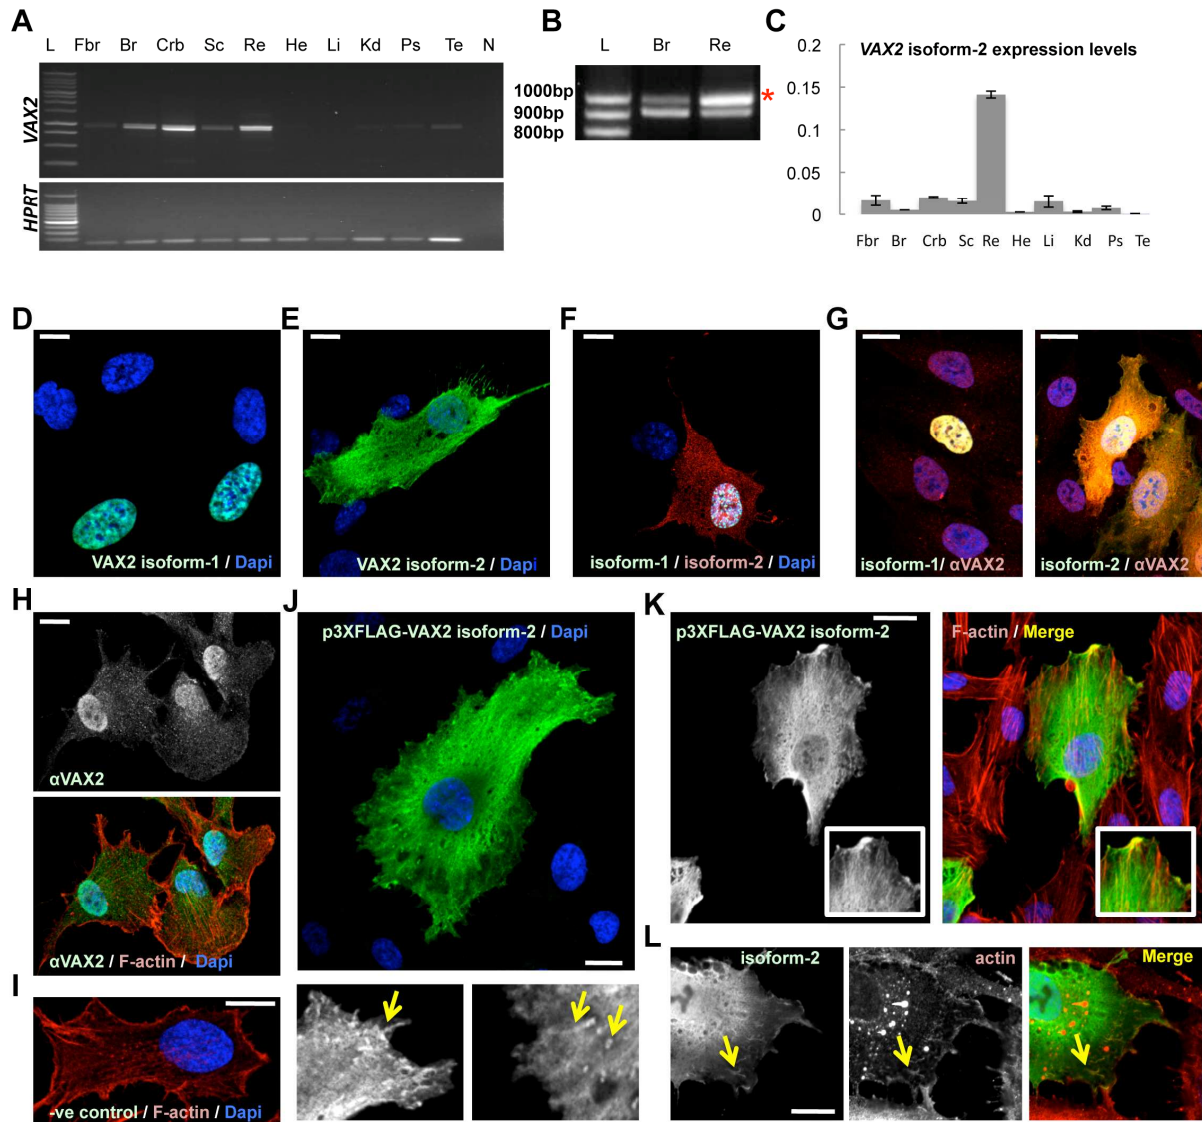 A
L Fbr Br Crb Sc Re He Li Kd Ps Te N
VAX2
HPRT
B
L Br Re
1000bp
900bp
800bp
*
C
VAX2 isoform-2 expression levels
0.2
0.15
0.1
0.05
0
Fbr Br Crb Sc Re He Li Kd Ps Te
D
VAX2 isoform-1 / Dapi
E
VAX2 isoform-2 / Dapi
F
isoform-1 / isoform-2 / Dapi
G
isoform-1/ αVAX2
isoform-2 / αVAX2
H
αVAX2
αVAX2 / F-actin / Dapi
I
-ve control / F-actin / Dapi
J
p3XFLAG-VAX2 isoform-2 / Dapi
K
p3XFLAG-VAX2 isoform-2
F-actin / Merge
L
isoform-2
actin
Merge